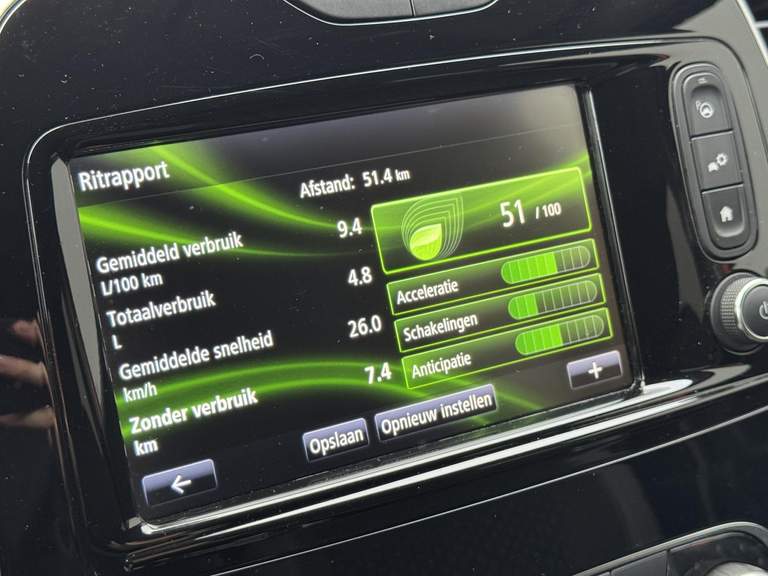 Ritrapport
Afstand: 51.4 km
Gemiddeld verbruik 9.4
L/100 km
Totaalverbruik 4.8
L
Gemiddelde snelheid 26.0
km/h
Zonder verbruik 7.4
km
51 / 100
Acceleratie
Schakelingen
Anticipatie
Opslaan
Opnieuw instellen
+